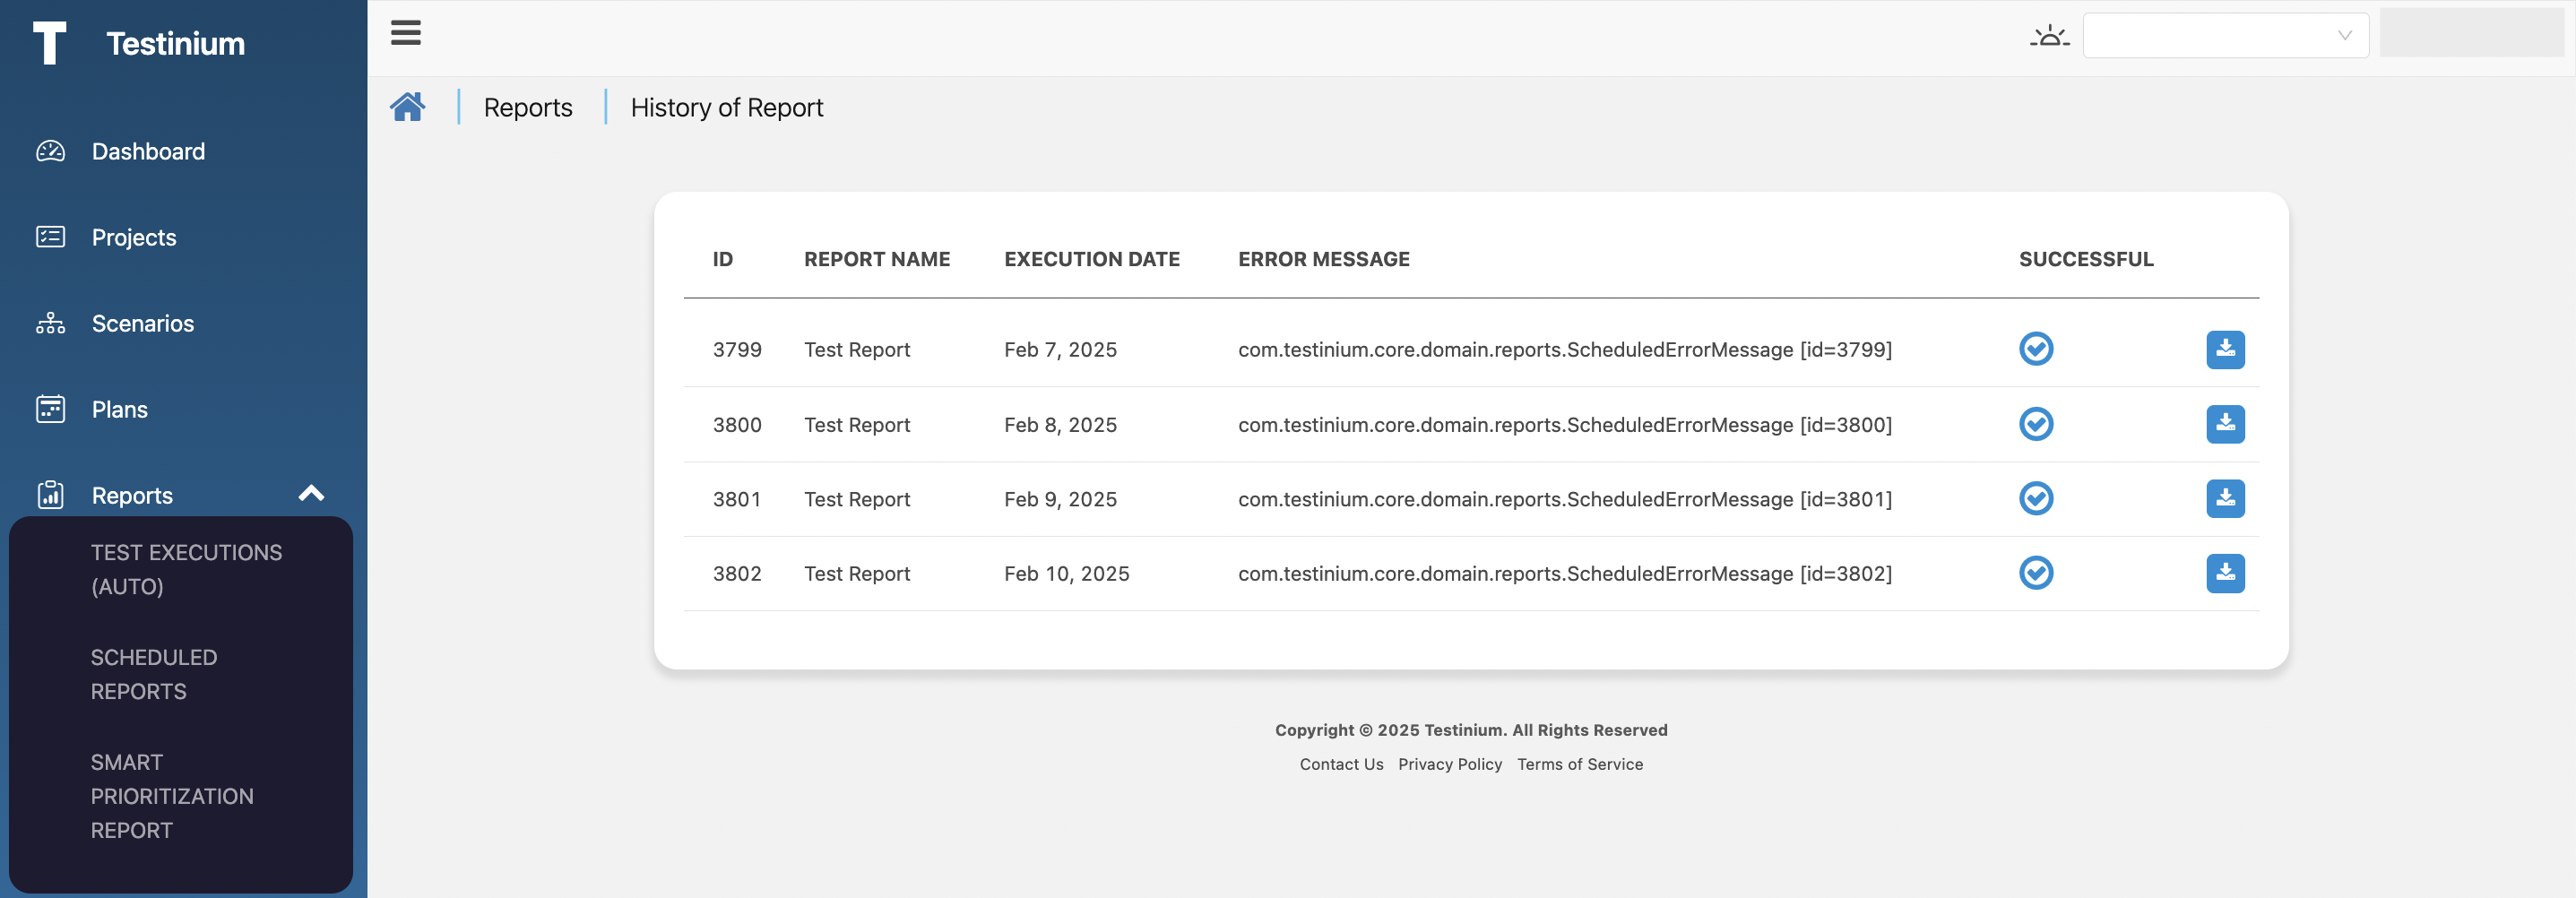 Testinium
Dashboard
Projects
Scenarios
Plans
Reports
TEST EXECUTIONS
(AUTO)
SCHEDULED
REPORTS
SMART
PRIORITIZATION
REPORT
Reports History of Report
ID REPORT NAME EXECUTION DATE ERROR MESSAGE SUCCESSFUL
3799 Test Report Feb 7, 2025 com.testinium.core.domain.reports.ScheduledErrorMessage [id=3799]
3800 Test Report Feb 8, 2025 com.testinium.core.domain.reports.ScheduledErrorMessage [id=3800]
3801 Test Report Feb 9, 2025 com.testinium.core.domain.reports.ScheduledErrorMessage [id=3801]
3802 Test Report Feb 10, 2025 com.testinium.core.domain.reports.ScheduledErrorMessage [id=3802]
Copyright © 2025 Testinium. All Rights Reserved
Contact Us Privacy Policy Terms of Service